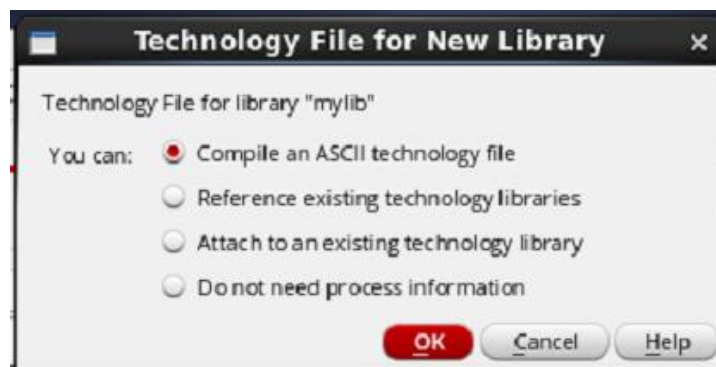 Technology File for New Library
Technology File for library "mylib"
You can: Compile an ASCII technology file
Reference existing technology libraries
Attach to an existing technology library
Do not need process information
OK Cancel Help